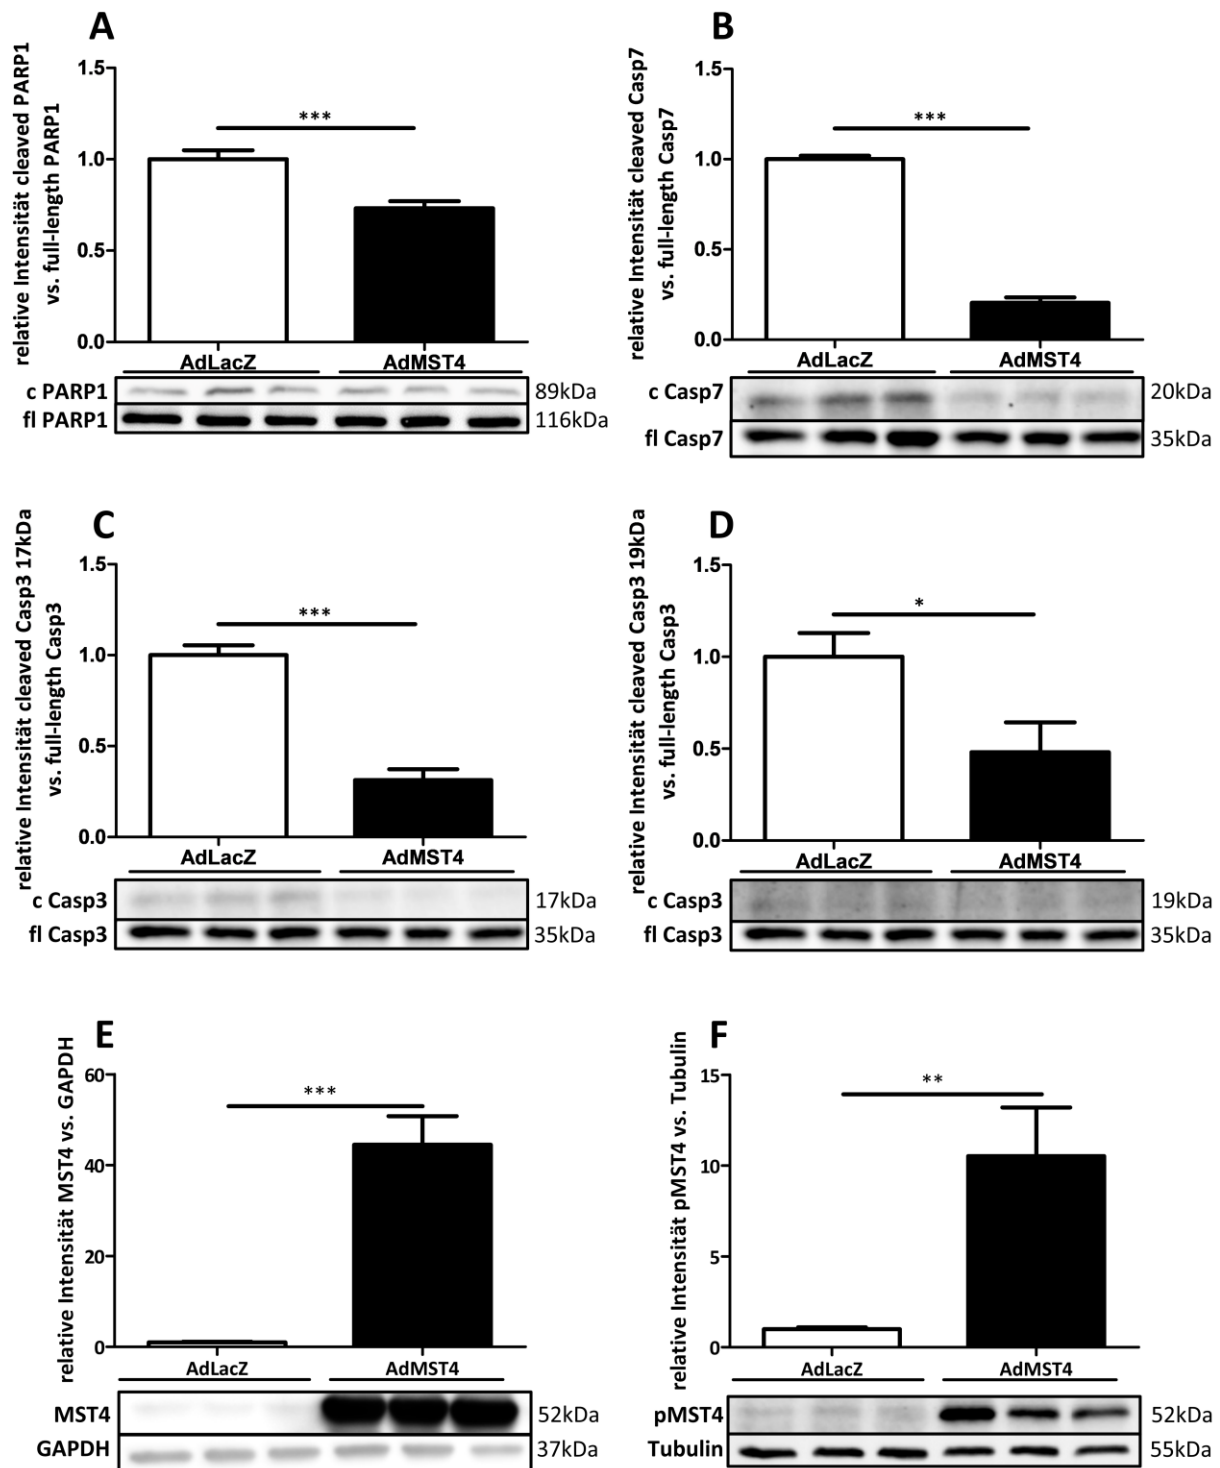 A
relative Intensität cleaved PARP1
vs. full-length PARP1
1.5
1.0
0.5
0.0
***
AdLacZ AdMST4
c PARP1 89kDa
fl PARP1 116kDa
B
relative Intensität cleaved Casp7
vs. full-length Casp7
1.5
1.0
0.5
0.0
***
AdLacZ AdMST4
c Casp7 20kDa
fl Casp7 35kDa
C
relative Intensität cleaved Casp3 17kDa
vs. full-length Casp3
1.5
1.0
0.5
0.0
***
AdLacZ AdMST4
c Casp3 17kDa
fl Casp3 35kDa
D
relative Intensität cleaved Casp3 19kDa
vs. full-length Casp3
1.5
1.0
0.5
0.0
*
AdLacZ AdMST4
c Casp3 19kDa
fl Casp3 35kDa
E
relative Intensität MST4 vs. GAPDH
60
40
20
0
***
AdLacZ AdMST4
MST4 52kDa
GAPDH 37kDa
F
relative Intensität pMST4 vs. Tubulin
15
10
5
0
**
AdLacZ AdMST4
pMST4 52kDa
Tubulin 55kDa